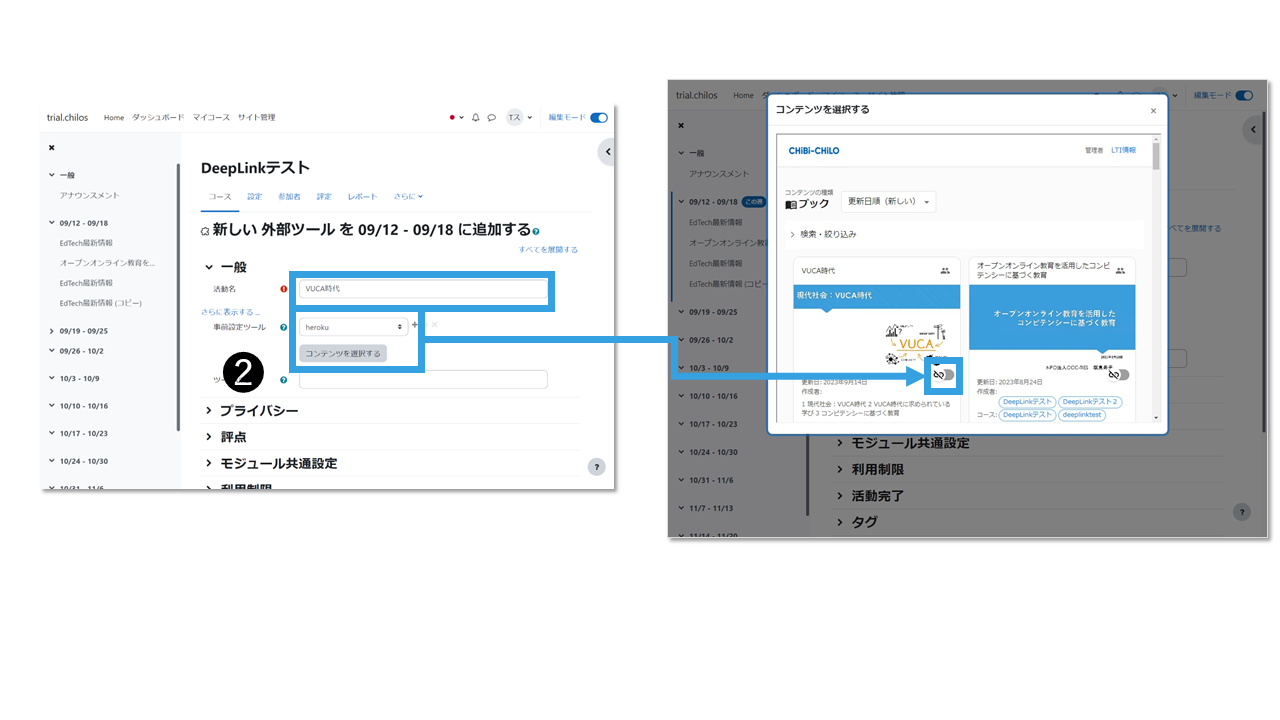 trial.chilos Home ダッシュボード マイコース サイト管理 Tス 編集モード
一般
アナウンスメント
09/12 - 09/18
EdTech最新情報
オープンオンライン教育を...
EdTech最新情報
EdTech最新情報 (コピー)
09/19 - 09/25
09/26 - 10/2
10/3 - 10/9
10/10 - 10/16
10/17 - 10/23
10/24 - 10/30
10/31 - 11/6
DeepLinkテスト
コース 設定 参加者 評定 レポート さらに
新しい 外部ツール を 09/12 - 09/18 に追加する
すべてを展開する
一般
活動名
VUCA時代
さらに表示する ...
事前設定ツール
heroku
コンテンツを選択する
2
プライバシー
評点
モジュール共通設定
利用制限
?
trial.chilos Home 編集モード
一般
アナウンスメント
09/12 - 09/18 この週
EdTech最新情報
オープンオンライン教育
EdTech最新情報
EdTech最新情報 (コピー
09/19 - 09/25
09/26 - 10/2
10/3 - 10/9
10/10 - 10/16
10/17 - 10/23
10/24 - 10/30
10/31 - 11/6
11/7 - 11/13
11/14 - 11/20
べてを展開する
コンテンツを選択する ×
CHiBi-CHiLO 管理者 LTI情報
コンテンツの種類
ブック 更新日順（新しい）
検索・絞り込み
VUCA時代
現代社会：VUCA時代
VUCA
更新日: 2023年9月14日
作成者:
1 現代社会：VUCA時代 2 VUCA時代に求められている
学び 3 コンピテンシーに基づく教育
オープンオンライン教育を活用したコンピ
テンシーに基づく教育
オープンオンライン教育を活用した
コンピテンシーに基づく教育
更新日: 2023年8月24日
作成者:
DeepLinkテスト DeepLinkテスト 2
コース: DeepLinkテスト deeplinktest
モジュール共通設定
利用制限
活動完了
タグ
?